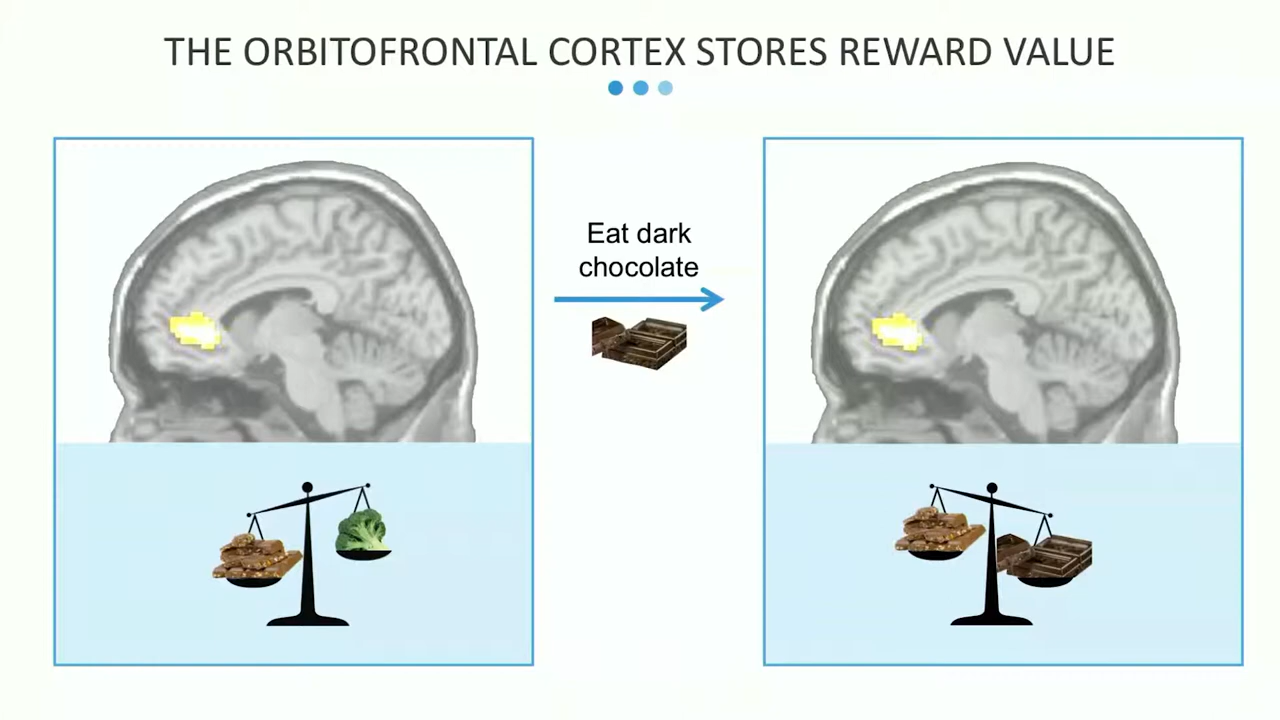 THE ORBITOFRONTAL CORTEX STORES REWARD VALUE
Eat dark
chocolate